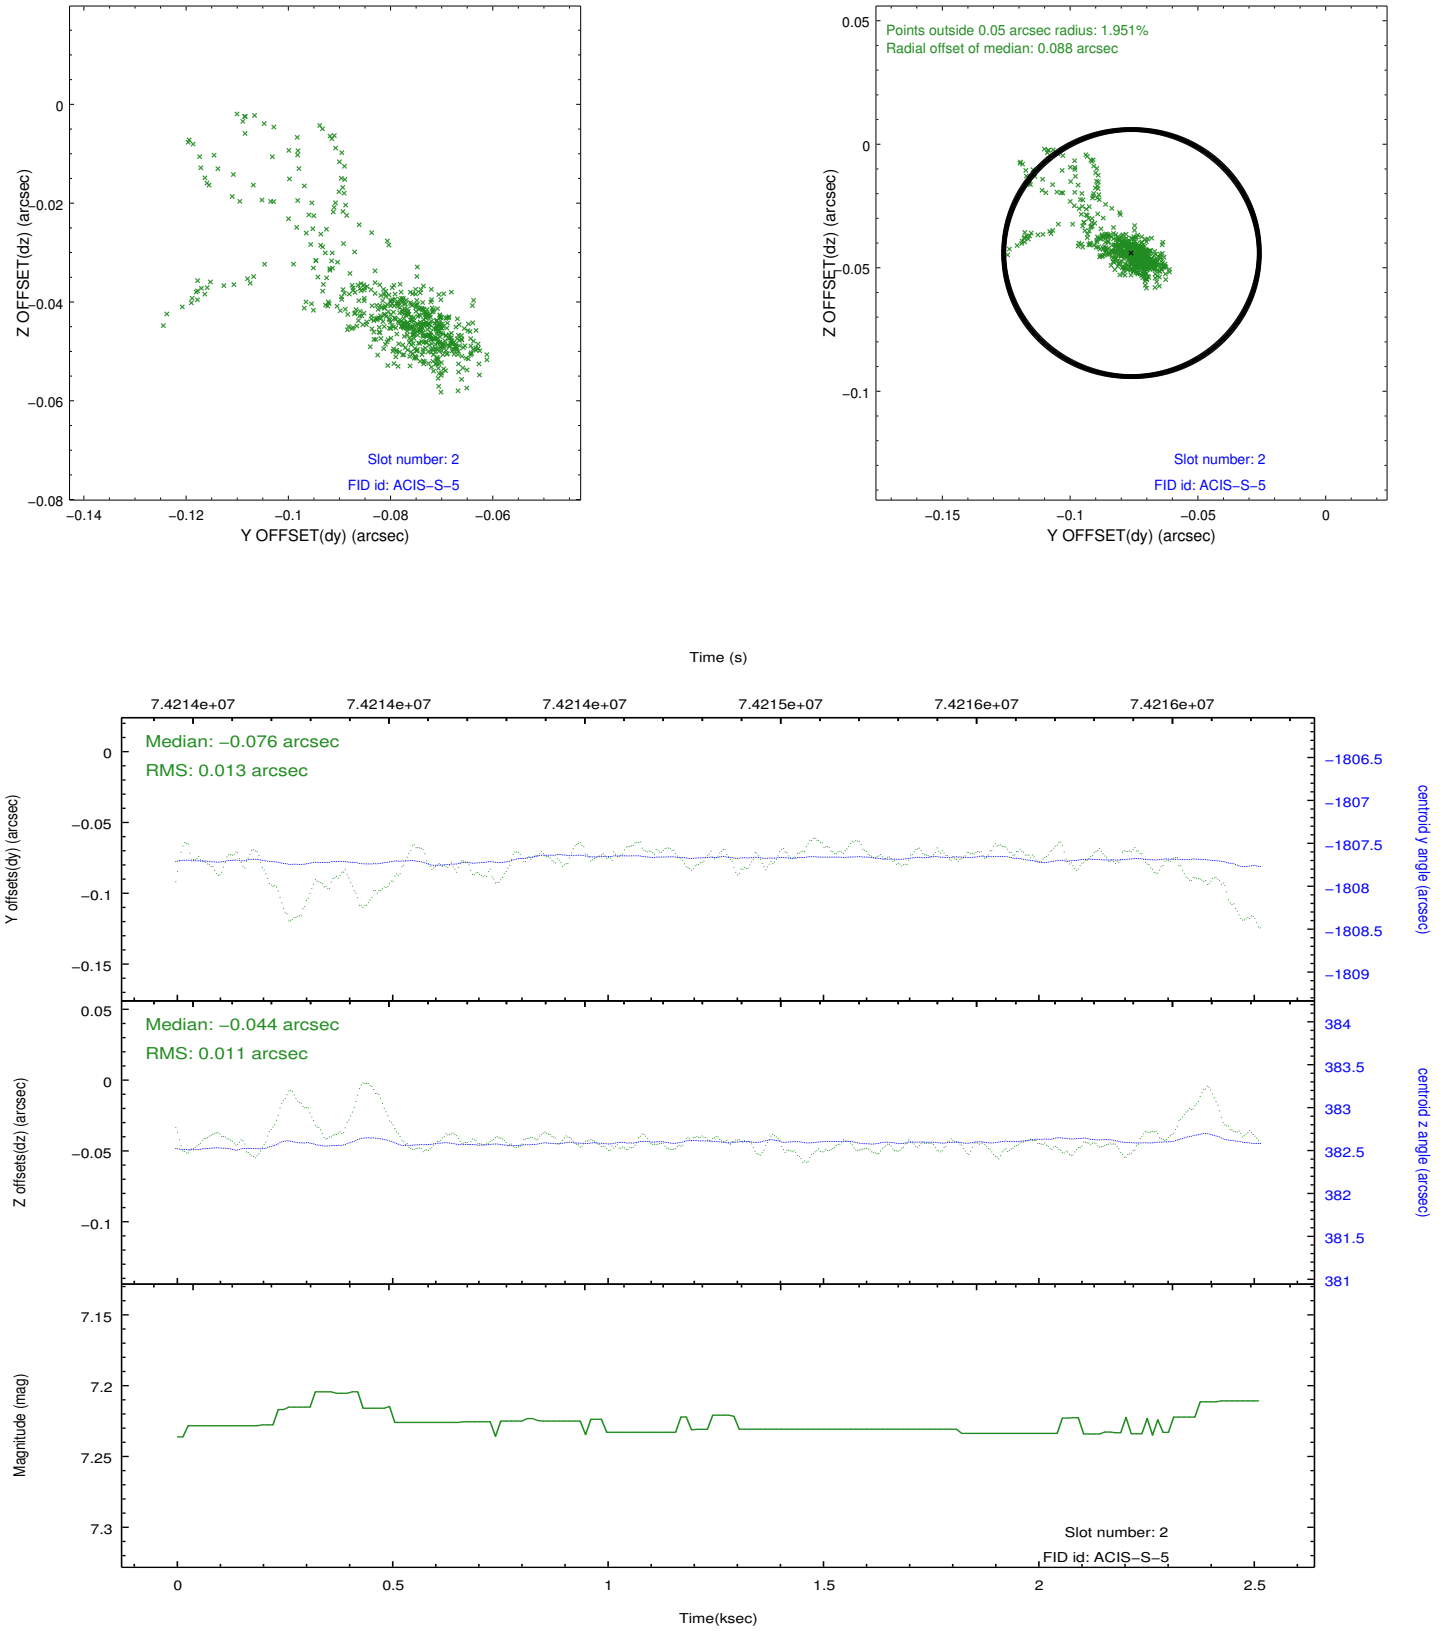 0
−0.02
−0.04
−0.06
−0.08
−0.14
−0.12
−0.1
−0.08
−0.06
Z OFFSET(dz) (arcsec)
Y OFFSET(dy) (arcsec)
Slot number: 2
FID id: ACIS−S−5
Points outside 0.05 arcsec radius: 1.951%
Radial offset of median: 0.088 arcsec
0.05
0
−0.05
−0.1
−0.15
−0.1
−0.05
0
Z OFFSET(dz) (arcsec)
Y OFFSET(dy) (arcsec)
Slot number: 2
FID id: ACIS−S−5
Time (s)
7.4214e+07
7.4214e+07
7.4214e+07
7.4215e+07
7.4216e+07
7.4216e+07
Median: −0.076 arcsec
RMS: 0.013 arcsec
0
−0.05
−0.1
−0.15
Y offsets(dy) (arcsec)
−1806.5
−1807
−1807.5
−1808
−1808.5
−1809
centroid y angle (arcsec)
Median: −0.044 arcsec
RMS: 0.011 arcsec
0.05
0
−0.05
−0.1
Z offsets(dz) (arcsec)
384
383.5
383
382.5
382
381.5
381
centroid z angle (arcsec)
7.15
7.2
7.25
7.3
Magnitude (mag)
Slot number: 2
FID id: ACIS−S−5
0
0.5
1
1.5
2
2.5
Time(ksec)